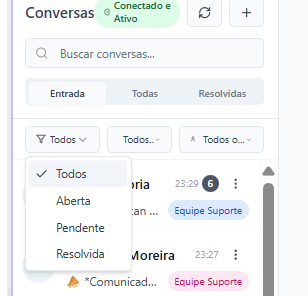 Conversas
Conectado e
Ativo
Buscar conversas...
Entrada
Todas
Resolvidas
Todos
Todos..
Todos o...
Todos
Aberta
Pendente
Resolvida
oria
23:29
6
can ...
Equipe Suporte
Moreira
23:27
*Comunicad...
Equipe Suporte